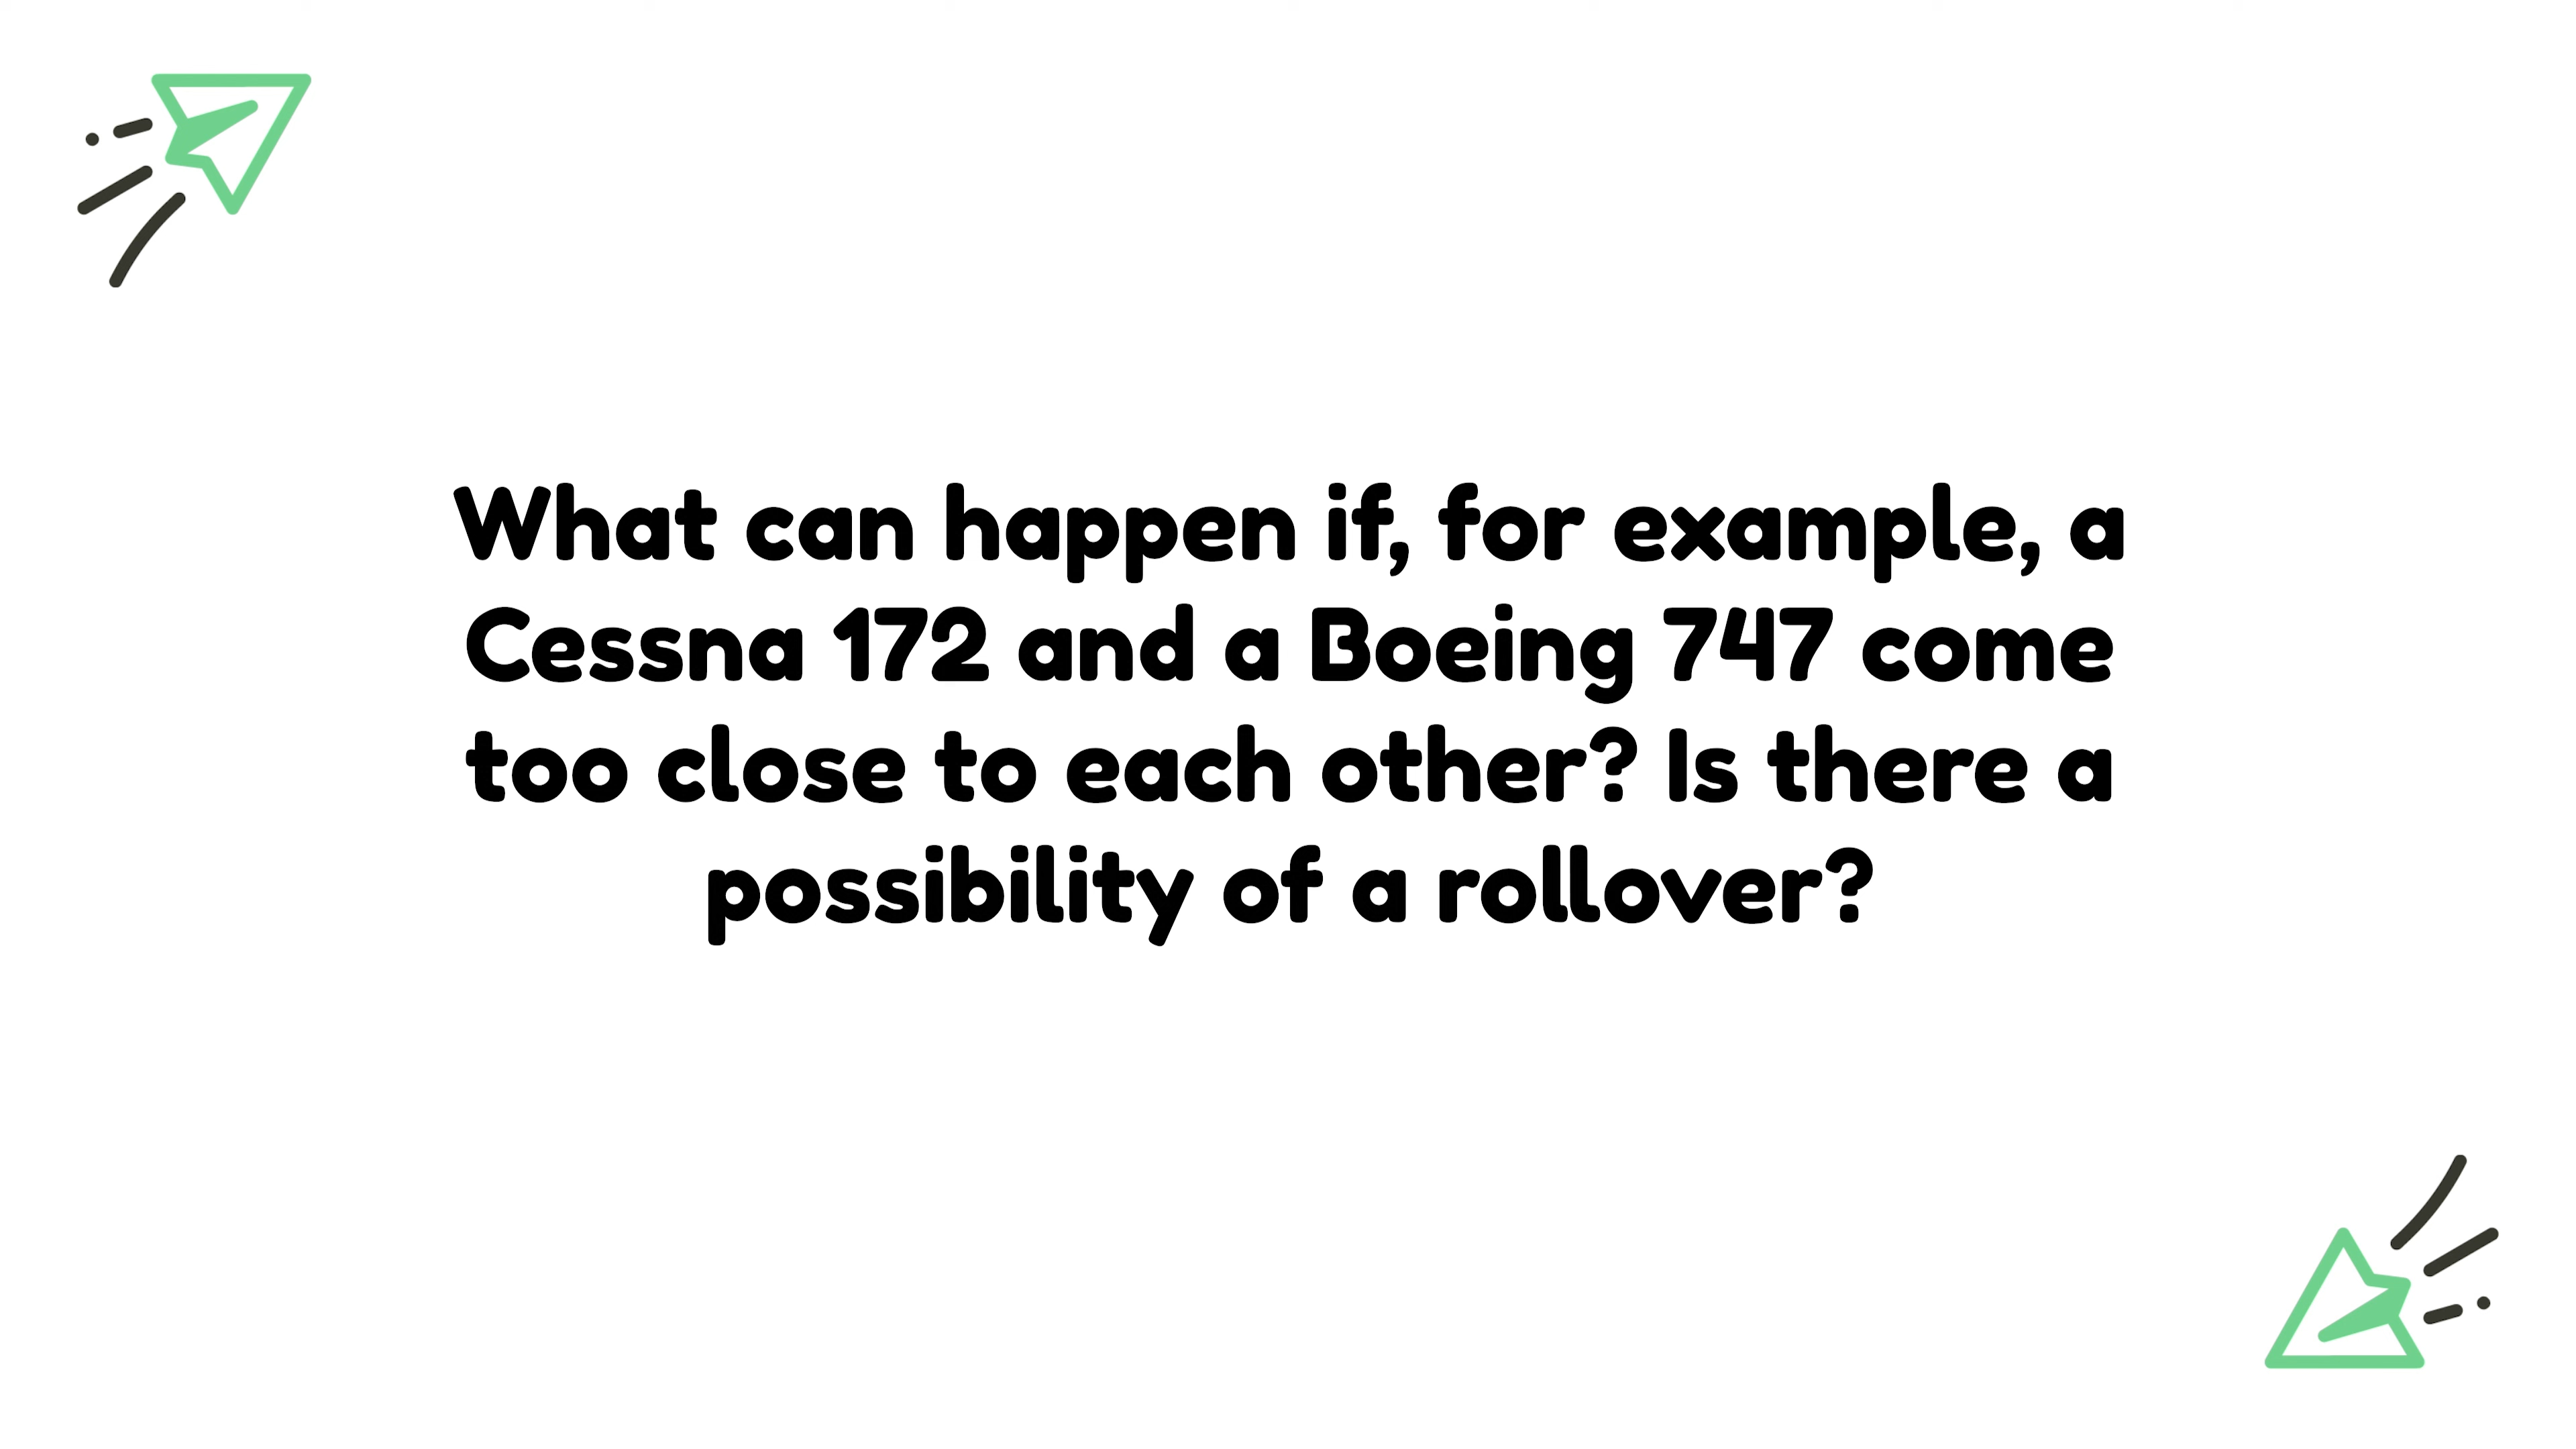 What can happen if, for example, a
Cessna 172 and a Boeing 747 come
too close to each other? Is there a
possibility of a rollover?